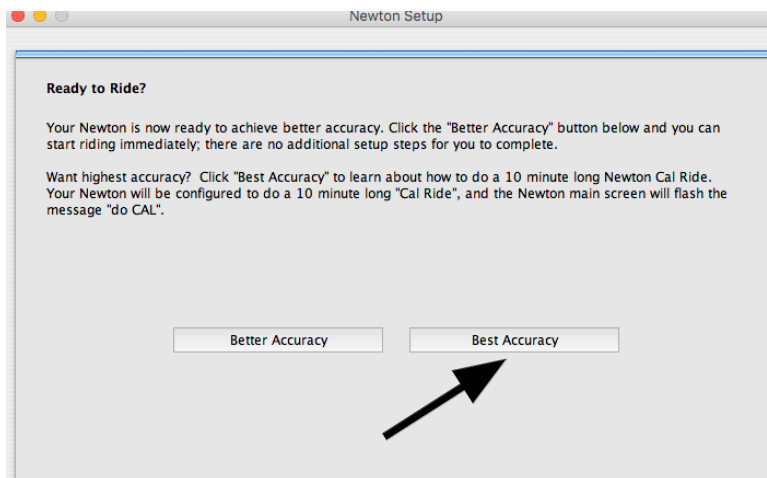 Newton Setup
Ready to Ride?
Your Newton is now ready to achieve better accuracy. Click the "Better Accuracy" button below and you can
start riding immediately; there are no additional setup steps for you to complete.
Want highest accuracy?  Click "Best Accuracy" to learn about how to do a 10 minute long Newton Cal Ride.
Your Newton will be configured to do a 10 minute long "Cal Ride", and the Newton main screen will flash the
message "do CAL".
Better Accuracy
Best Accuracy